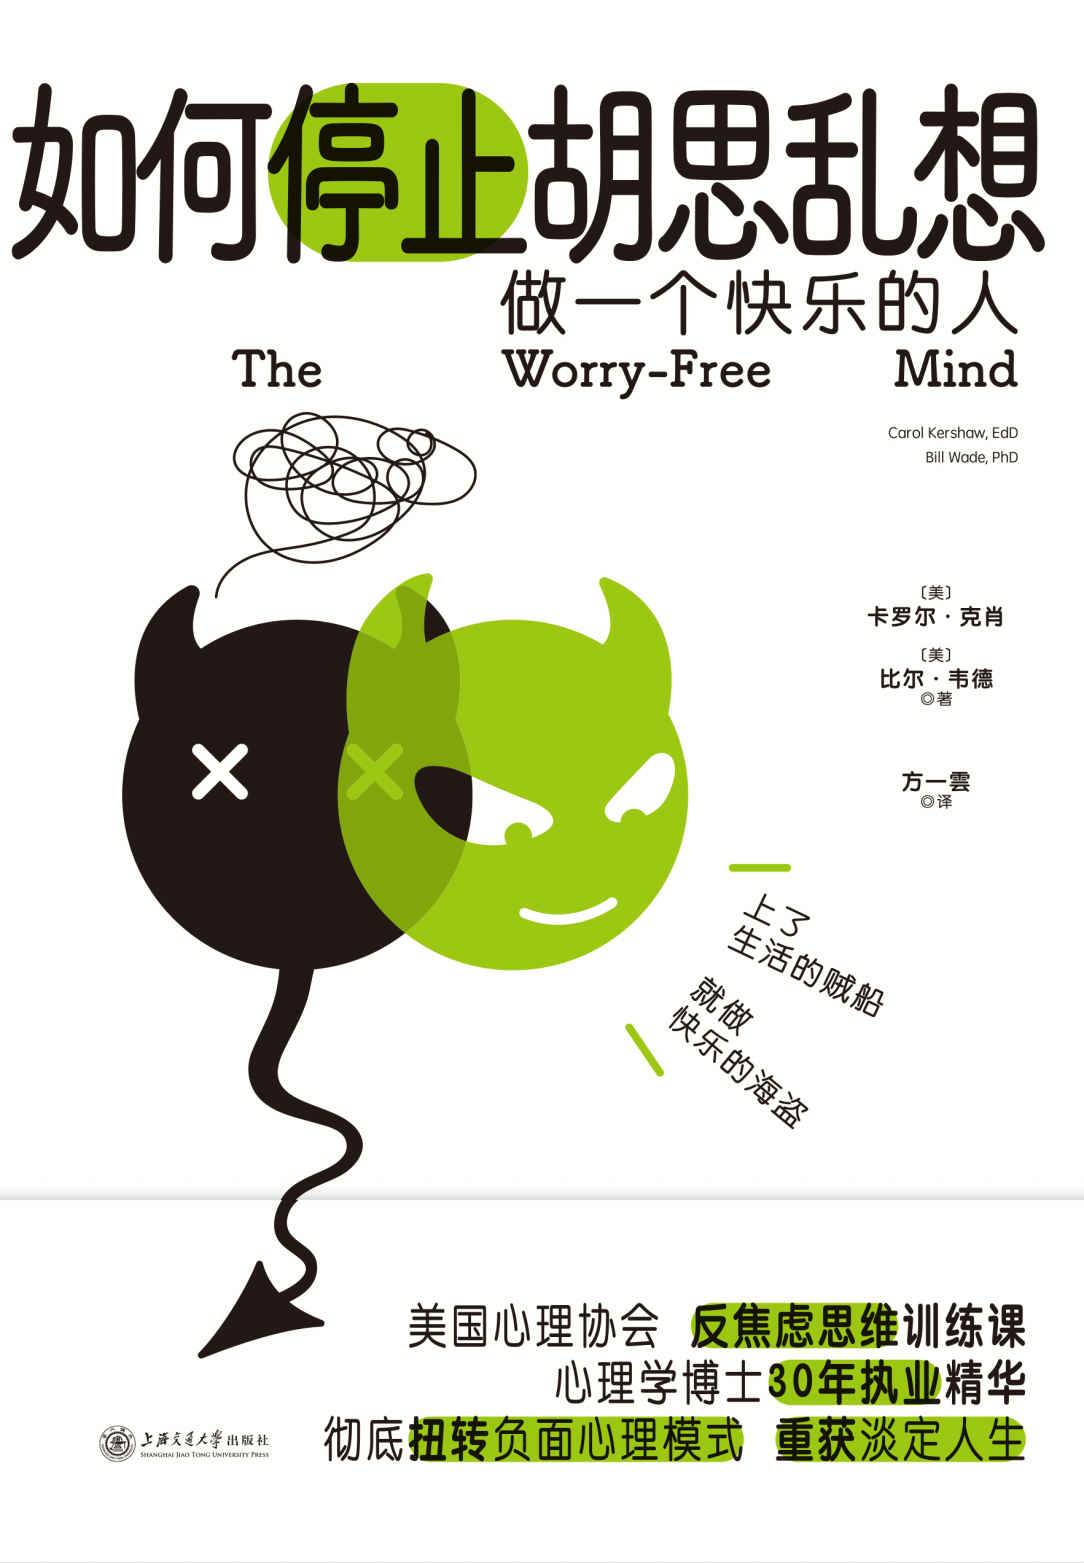 如何停止胡思乱想
做一个快乐的人
The Worry-Free Mind
Carol Kershaw, EdD
Bill Wade, PhD
〔美〕
卡罗尔·克肖
〔美〕
比尔·韦德
◎著
方一雲
◎译
上了
生活的贼船
就做
快乐的海盗
美国心理协会 反焦虑思维训练课
心理学博士30年执业精华
彻底扭转负面心理模式 重获淡定人生
上海交通大学出版社
SHANGHAI JIAO TONG UNIVERSITY PRESS